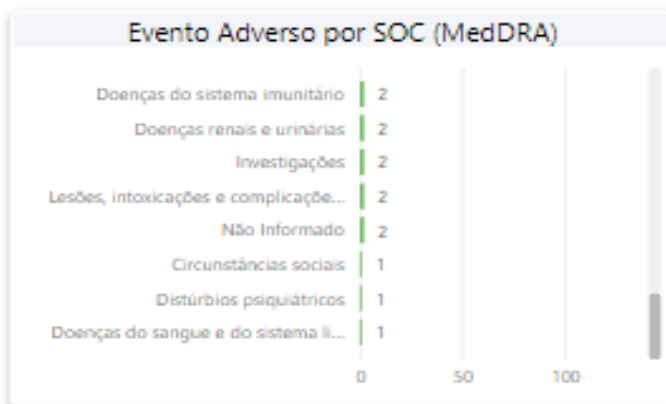 Evento Adverso por SOC (MedDRA)
Doenças do sistema imunitário 2
Doenças renais e urinárias 2
Investigações 2
Lesões, intoxicações e complicaçõe... 2
Não Informado 2
Circunstâncias sociais 1
Distúrbios psiquiátricos 1
Doenças do sangue e do sistema li... 1
0 50 100